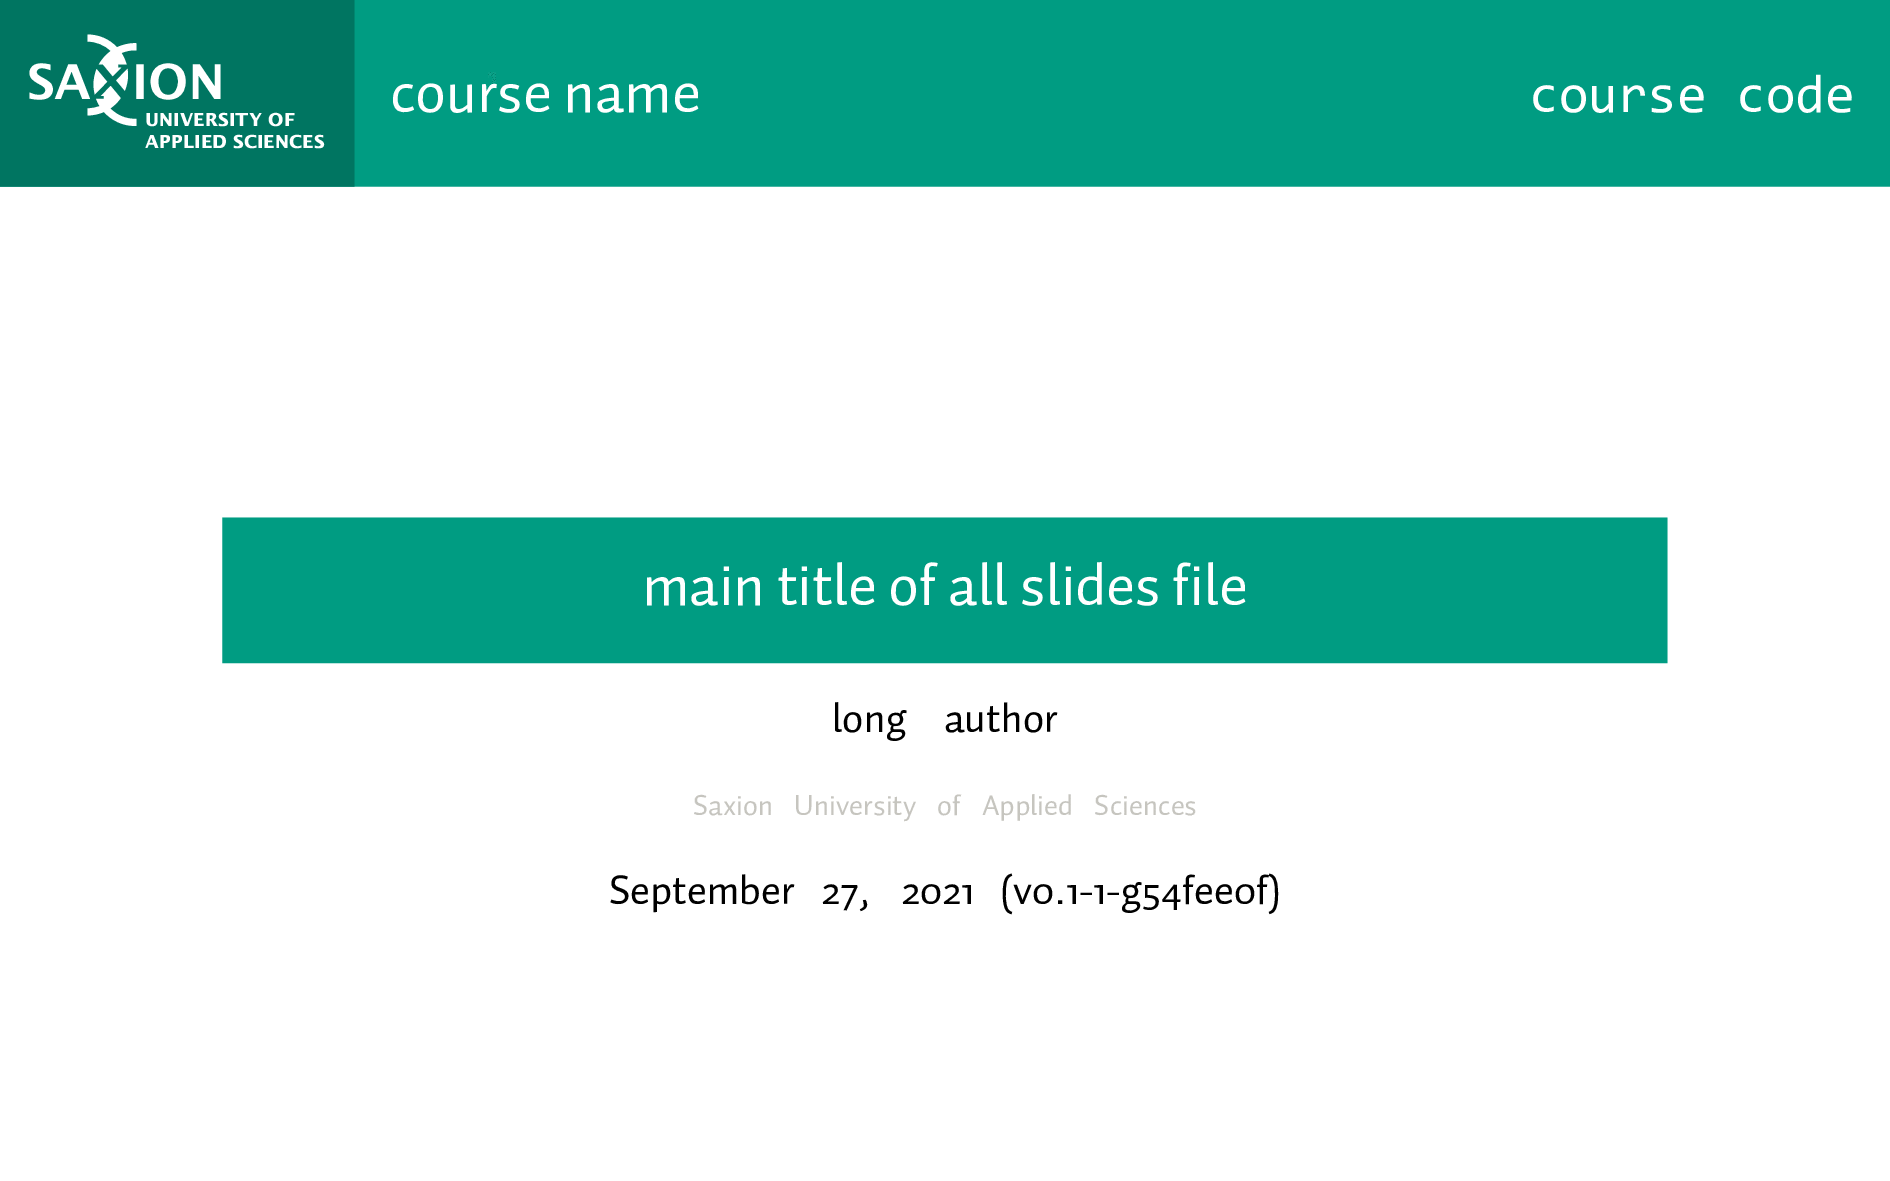 SAXION
UNIVERSITY OF
APPLIED SCIENCES
course name
course code
main title of all slides file
long author
Saxion University of Applied Sciences
September 27, 2021 (v0.1-1-g54fee0f)